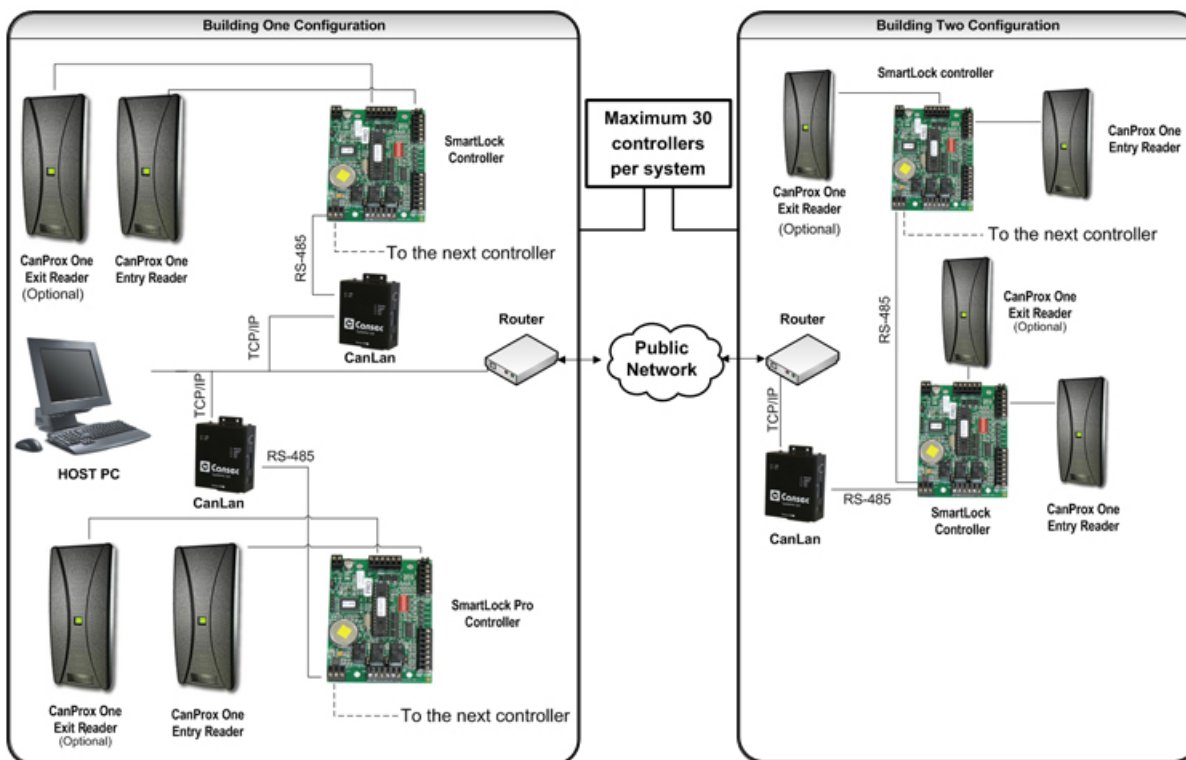 Building One Configuration
SmartLock
Controller
CanProx One
Exit Reader
(Optional)
CanProx One
Entry Reader
RS-485
To the next controller
Cansec
CanLan
TCP/IP
Router
HOST PC
TCP/IP
Cansec
CanLan
RS-485
SmartLock Pro
Controller
CanProx One
Exit Reader
(Optional)
CanProx One
Entry Reader
To the next controller
Maximum 30
controllers
per system
Public
Network
Building Two Configuration
SmartLock controller
CanProx One
Exit Reader
(Optional)
CanProx One
Entry Reader
To the next controller
RS-485
CanProx One
Exit Reader
(Optional)
Router
TCP/IP
Cansec
CanLan
RS-485
SmartLock
Controller
CanProx One
Entry Reader